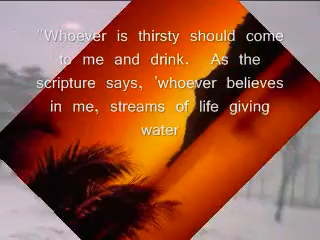 "Whoever is thirsty should come
to me and drink. As the
scripture says, 'whoever believes
in me, streams of life giving
water